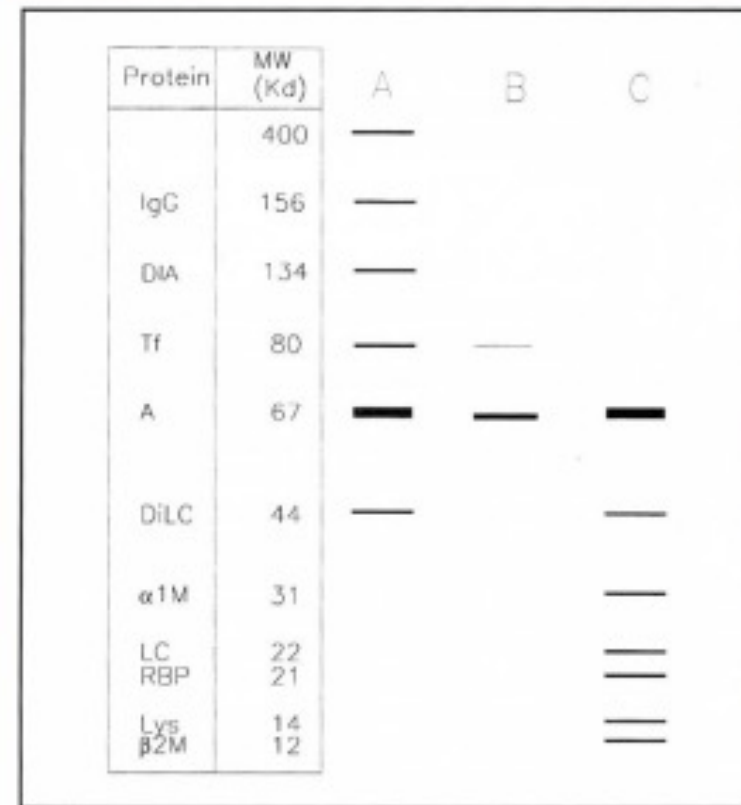 Protein MW (Kd) A B C
400
IgG 156
DIA 134
Tf 80
A 67
DiLC 44
α1M 31
LC 22
RBP 21
Lys 14
β2M 12